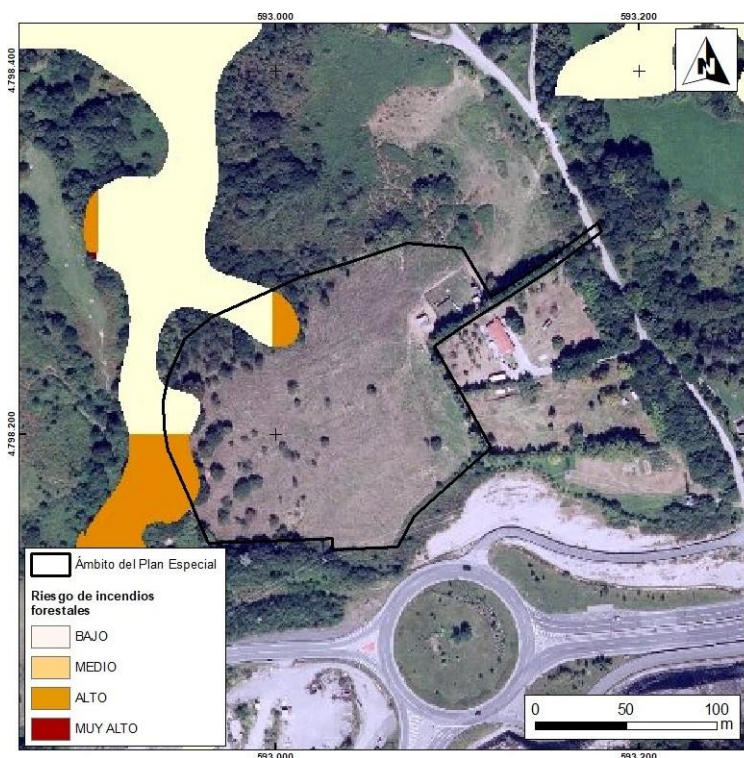 593.000
593.200
4.798.400
N
4.798.200
Ámbito del Plan Especial
Riesgo de incendios
forestales
BAJO
MEDIO
ALTO
MUY ALTO
0
50
100
m
593.000
593.200